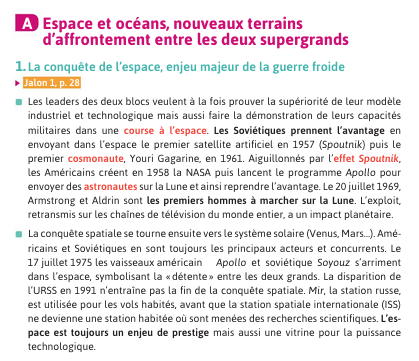 A Espace et océans, nouveaux terrains
d'affrontement entre les deux supergrands
1. La conquête de l'espace, enjeu majeur de la guerre froide
Jalon 1, p. 28
Les leaders des deux blocs veulent à la fois prouver la supériorité de leur modèle
industriel et technologique mais aussi faire la démonstration de leurs capacités
militaires dans une course à l'espace. Les Soviétiques prennent l'avantage en
envoyant dans l'espace le premier satellite artificiel en 1957 (Spoutnik) puis le
premier cosmonaute, Youri Gagarine, en 1961. Aiguillonnés par l'effet Spoutnik,
les Américains créent en 1958 la NASA puis lancent le programme Apollo pour
envoyer des astronautes sur la Lune et ainsi reprendre l'avantage. Le 20 juillet 1969,
Armstrong et Aldrin sont les premiers hommes à marcher sur la Lune. L'exploit,
retransmis sur les chaînes de télévision du monde entier, a un impact planétaire.
La conquête spatiale se tourne ensuite vers le système solaire (Venus, Mars...). Amé-
ricains et Soviétiques en sont toujours les principaux acteurs et concurrents. Le
17 juillet 1975 les vaisseaux américain Apollo et soviétique Soyouz s'arriment
dans l'espace, symbolisant la «détente» entre les deux grands. La disparition de
l'URSS en 1991 n'entraîne pas la fin de la conquête spatiale. Mir, la station russe,
est utilisée pour les vols habités, avant que la station spatiale internationale (ISS)
ne devienne une station habitée où sont menées des recherches scientifiques. L'es-
pace est toujours un enjeu de prestige mais aussi une vitrine pour la puissance
technologique.